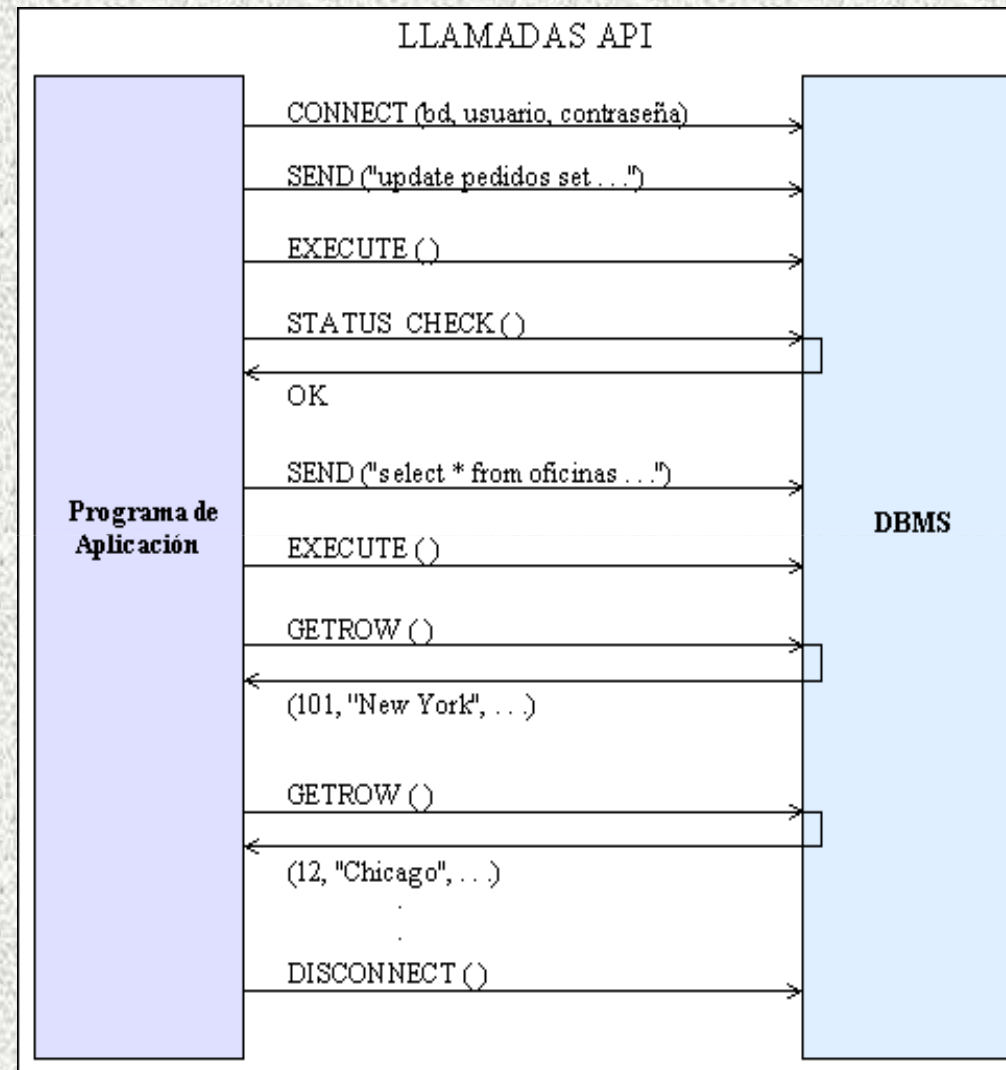 LLAMADAS API
CONNECT (bd, usuario, contraseña)
SEND ("update pedidos set . . .")
EXECUTE ()
STATUS_CHECK ()
OK
SEND ("select * from oficinas . . .")
Programa de
Aplicación
DBMS
EXECUTE ()
GETROW ()
(101, "New York", . . .)
GETROW ()
(12, "Chicago", . . .)
.
.
DISCONNECT ()